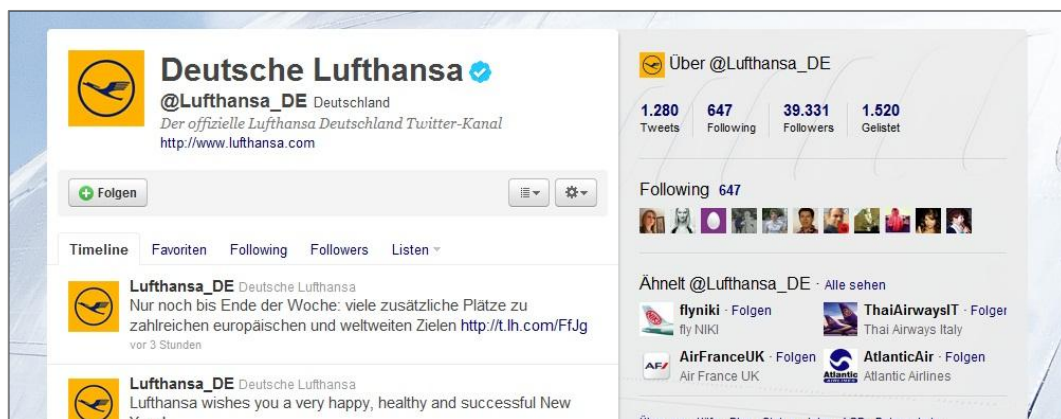 Deutsche Lufthansa
@Lufthansa_DE Deutschland
Der offizielle Lufthansa Deutschland Twitter-Kanal
http://www.lufthansa.com
Folgen
Timeline Favoriten Following Followers Listen
Lufthansa_DE Deutsche Lufthansa
Nur noch bis Ende der Woche: viele zusätzliche Plätze zu
zahlreichen europäischen und weltweiten Zielen http://t.lh.com/FfJg
vor 3 Stunden
Lufthansa_DE Deutsche Lufthansa
Lufthansa wishes you a very happy, healthy and successful New
Über @Lufthansa_DE
1.280 647 39.331 1.520
Tweets Following Followers Gelistet
Following 647
Ähnelt @Lufthansa_DE · Alle sehen
flyniki · Folgen
fly NIKI
ThaiAirwaysIT · Folger
Thai Airways Italy
AF
AirFranceUK · Folgen
Air France UK
Atlantic
AIRLINES
AtlanticAir · Folgen
Atlantic Airlines